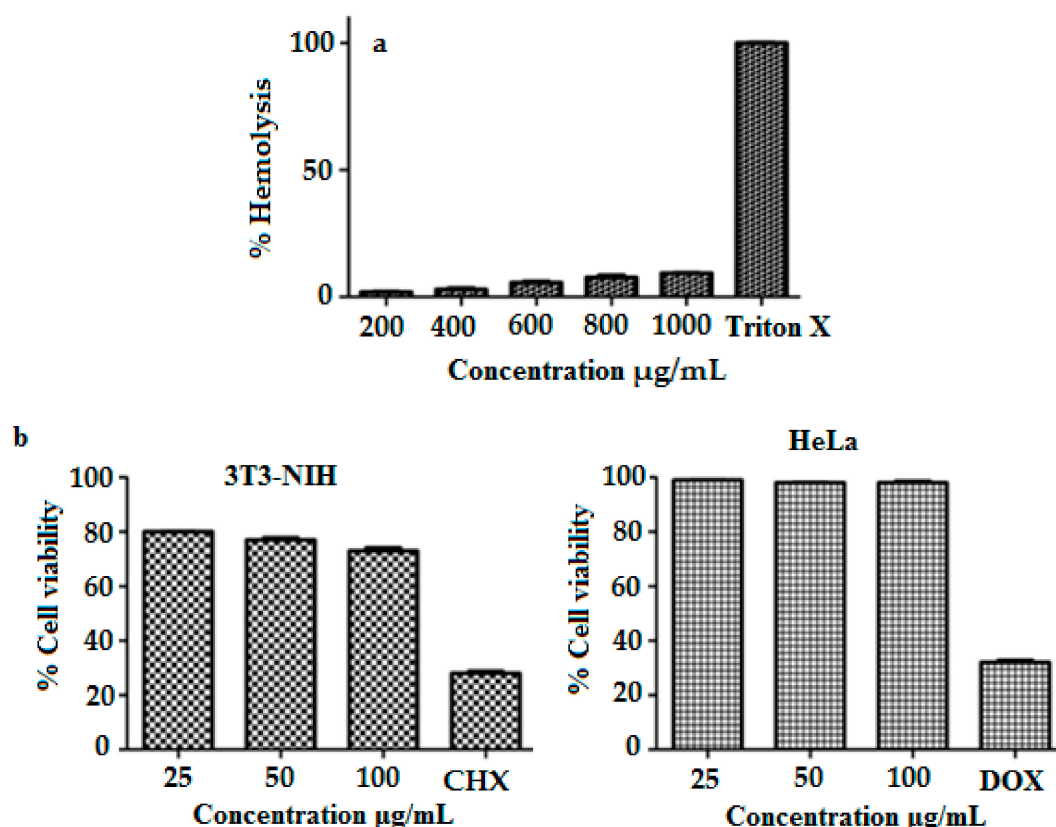 a
% Hemolysis
100
50
0
200 400 600 800 1000 Triton X
Concentration µg/mL
b
3T3-NIH
% Cell viability
100
80
60
40
20
0
25 50 100 CHX
Concentration µg/mL
HeLa
% Cell viability
100
80
60
40
20
0
25 50 100 DOX
Concentration µg/mL